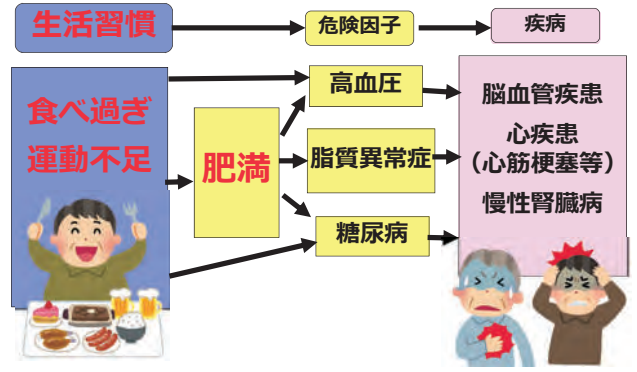 生活習慣
危険因子
疾病
食べ過ぎ
運動不足
肥満
高血圧
脂質異常症
糖尿病
脳血管疾患
心疾患
（心筋梗塞等）
慢性腎臓病